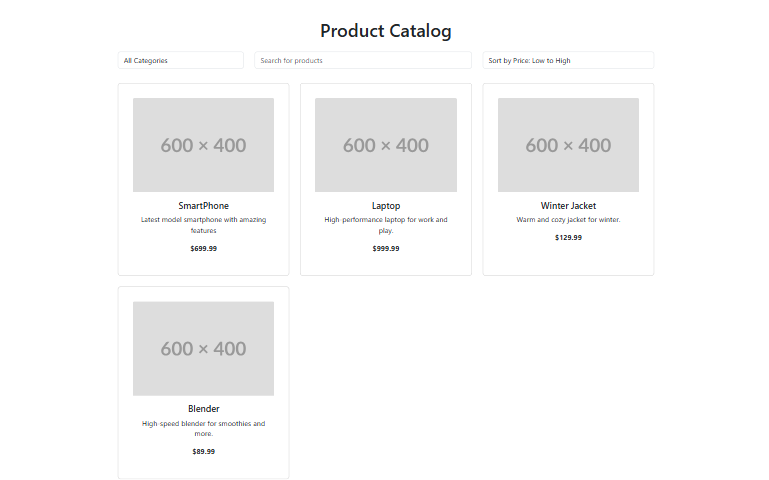 Product Catalog
All Categories
Search for products
Sort by Price: Low to High
600 × 400
SmartPhone
Latest model smartphone with amazing
features
$699.99
600 × 400
Laptop
High-performance laptop for work and
play.
$999.99
600 × 400
Winter Jacket
Warm and cozy jacket for winter.
$129.99
600 × 400
Blender
High-speed blender for smoothies and
more.
$89.99